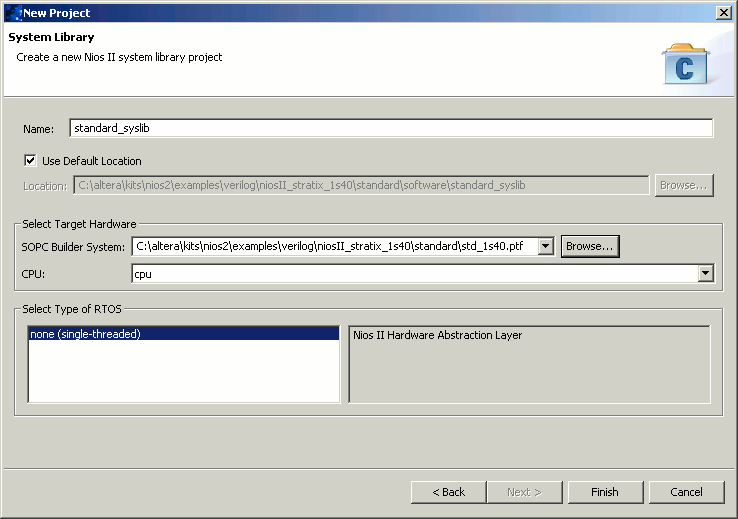 New Project
System Library
Create a new Nios II system library project
C
Name: standard_syslib
Use Default Location
Location: C:\altera\kits\nios2\examples\verilog\niosII_stratix_1s40\standard\software\standard_syslib Browse...
Select Target Hardware
SOPC Builder System: C:\altera\kits\nios2\examples\verilog\niosII_stratix_1s40\standard\std_1s40.ptf Browse...
CPU: cpu
Select Type of RTOS
none (single-threaded) Nios II Hardware Abstraction Layer
< Back Next > Finish Cancel